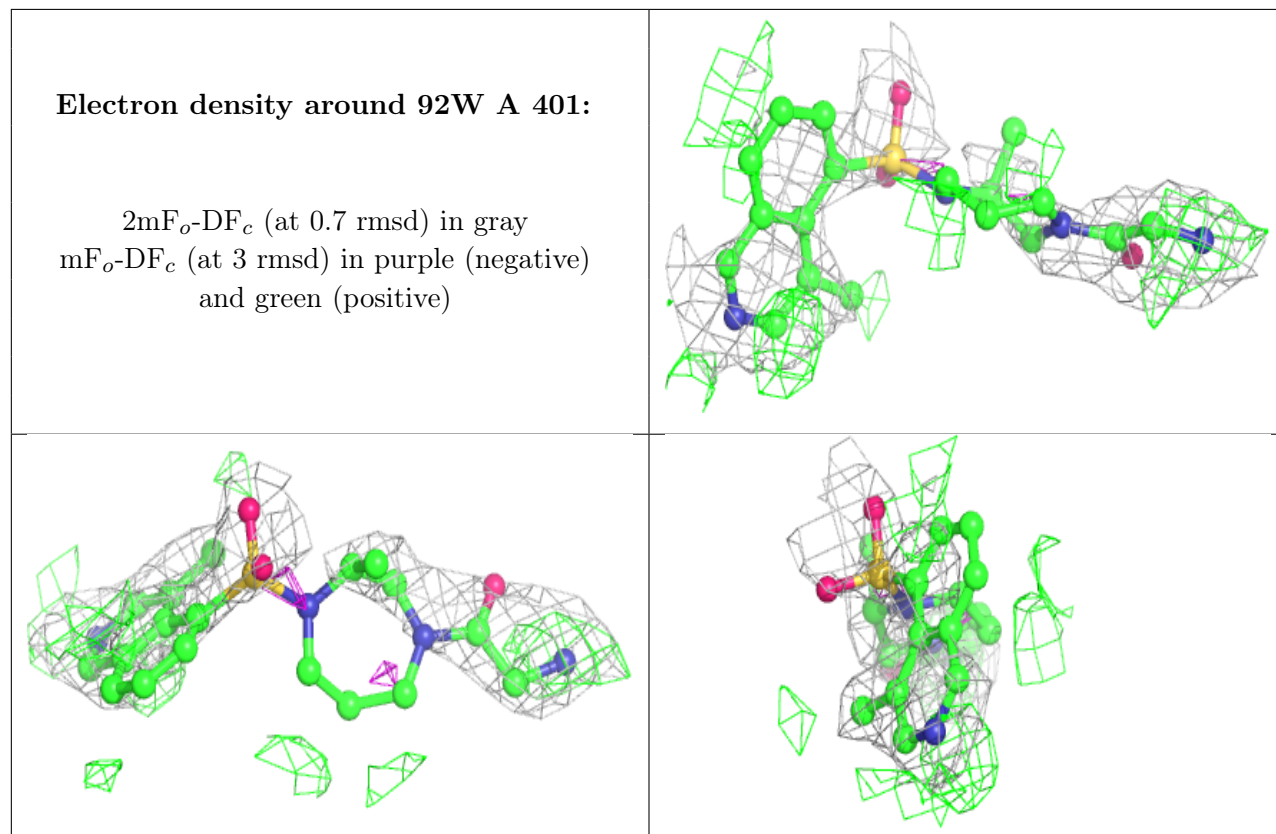 Electron density around 92W A 401:
2mFo-DFc (at 0.7 rmsd) in gray
mFo-DFc (at 3 rmsd) in purple (negative)
and green (positive)